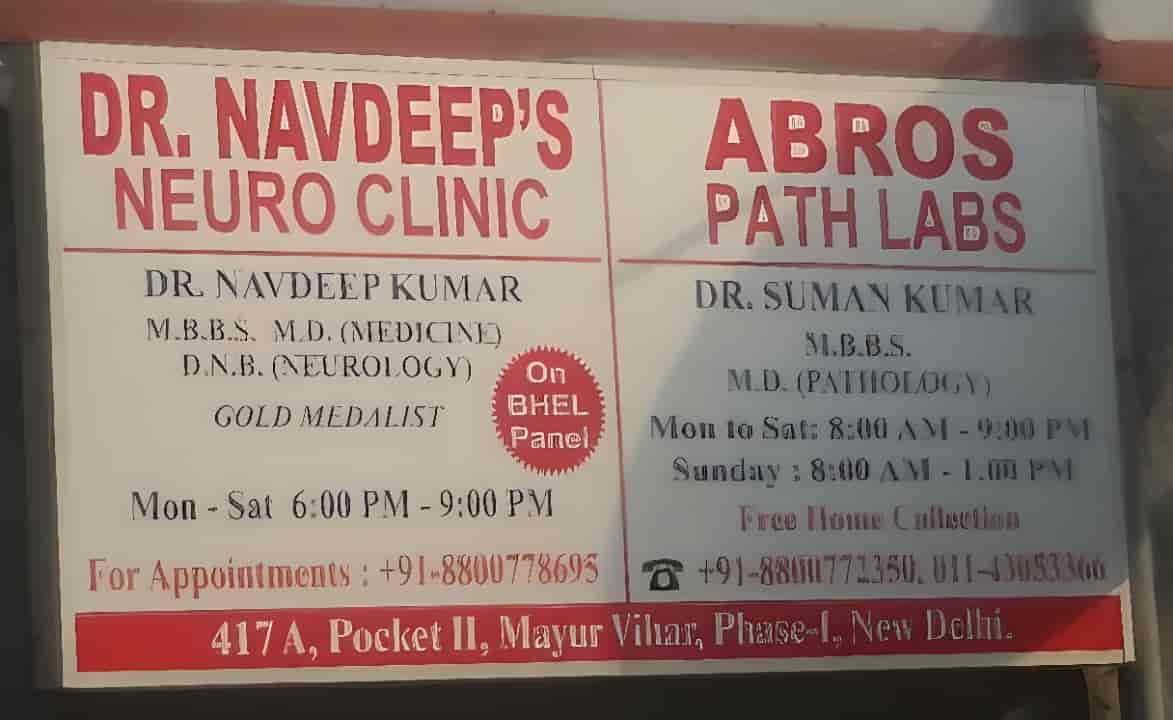 DR. NAVDEEP'S
NEURO CLINIC
DR. NAVDEEP KUMAR
M.B.B.S. M.D. (MEDICINE)
D.N.B. (NEUROLOGY)
GOLD MEDALIST
On
BHEL
Panel
Mon - Sat 6:00 PM - 9:00 PM
For Appointments : +91-8800778695
ABROS
PATH LABS
DR. SUMAN KUMAR
M.B.B.S.
M.D. (PATHOLOGY)
Mon to Sat: 8:00 AM - 9:00 PM
Sunday : 8:00 AM - 1.00 PM
Free Home Collection
+91-8800772350, 011-43053366
417 A, Pocket II, Mayur Vihar, Phase-I, New Delhi.